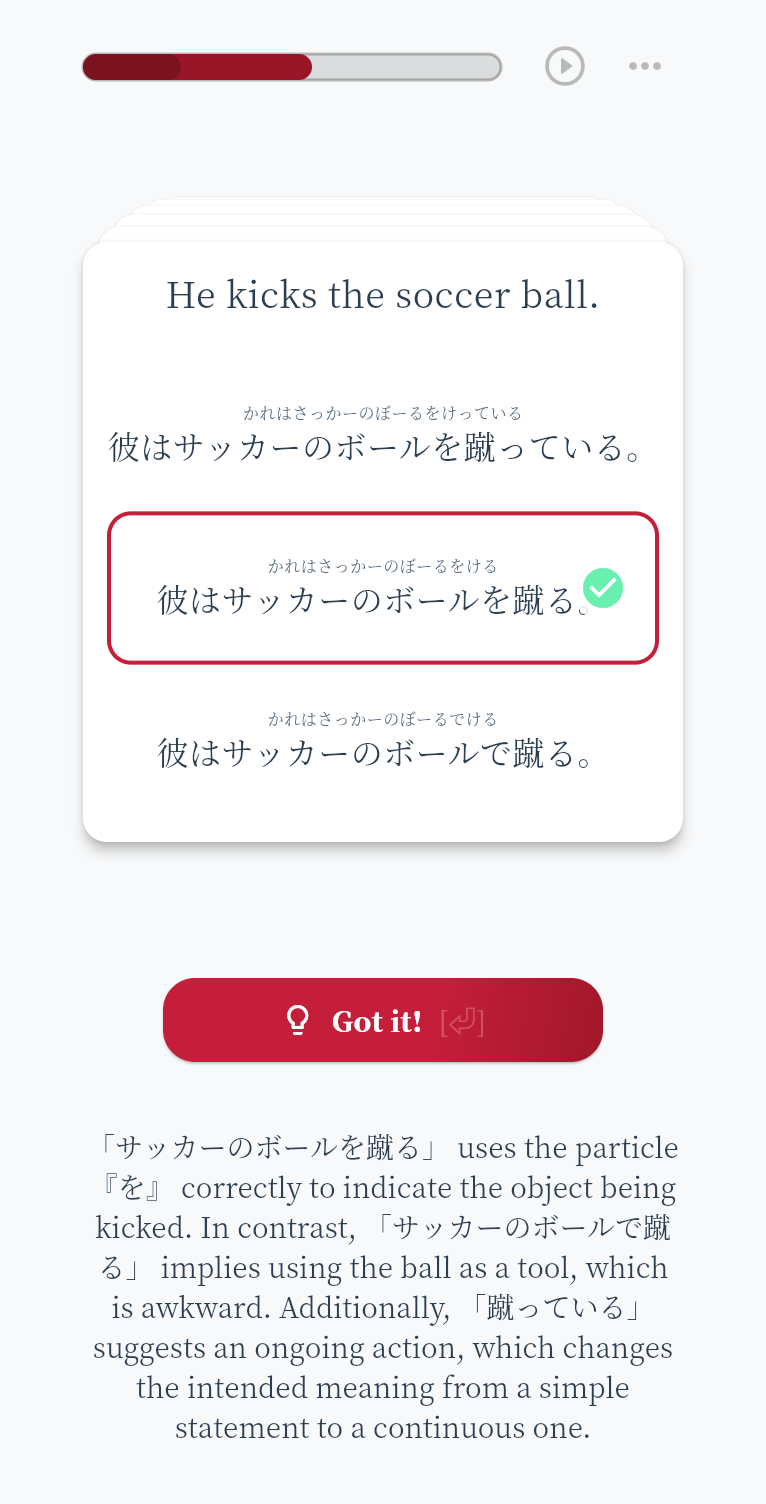 He kicks the soccer ball.
かれはさっかーのぼーるをけっている
彼はサッカーのボールを蹴っている。
かれはさっかーのぼーるをける
彼はサッカーのボールを蹴る。
かれはさっかーのぼーるでける
彼はサッカーのボールで蹴る。
Got it! [⏎]
「サッカーのボールを蹴る」 uses the particle
『を』 correctly to indicate the object being
kicked. In contrast, 「サッカーのボールで蹴
る」 implies using the ball as a tool, which
is awkward. Additionally, 「蹴っている」
suggests an ongoing action, which changes
the intended meaning from a simple
statement to a continuous one.